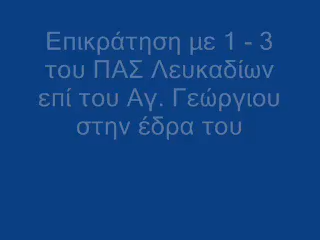 Επικράτηση με 1 - 3
του ΠΑΣ Λευκαδίων
επί του Αγ. Γεώργιου
στην έδρα του